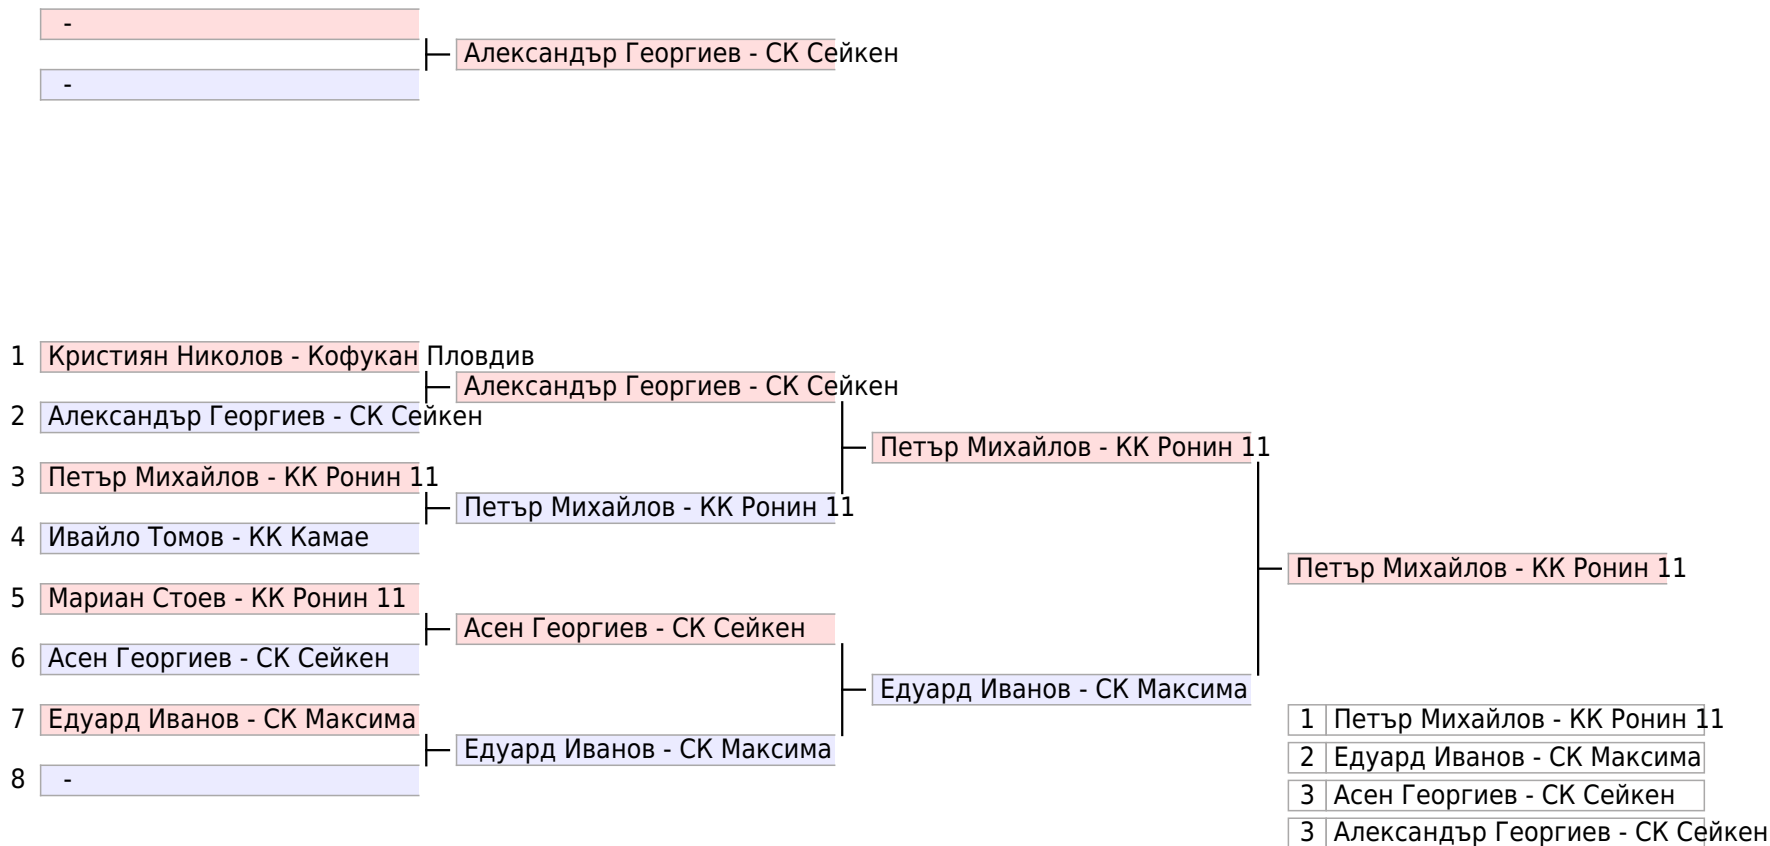 -
Александър Георгиев - СК Сейкен
-
1 Кристиян Николов - Кофукан Пловдив
Александър Георгиев - СК Сейкен
2 Александър Георгиев - СК Сейкен
Петър Михайлов - КК Ронин 11
3 Петър Михайлов - КК Ронин 11
Петър Михайлов - КК Ронин 11
4 Ивайло Томов - КК Камае
Петър Михайлов - КК Ронин 11
5 Мариан Стоев - КК Ронин 11
Асен Георгиев - СК Сейкен
6 Асен Георгиев - СК Сейкен
Едуард Иванов - СК Максима
7 Едуард Иванов - СК Максима
Едуард Иванов - СК Максима
8 -
1 Петър Михайлов - КК Ронин 11
2 Едуард Иванов - СК Максима
3 Асен Георгиев - СК Сейкен
3 Александър Георгиев - СК Сейкен